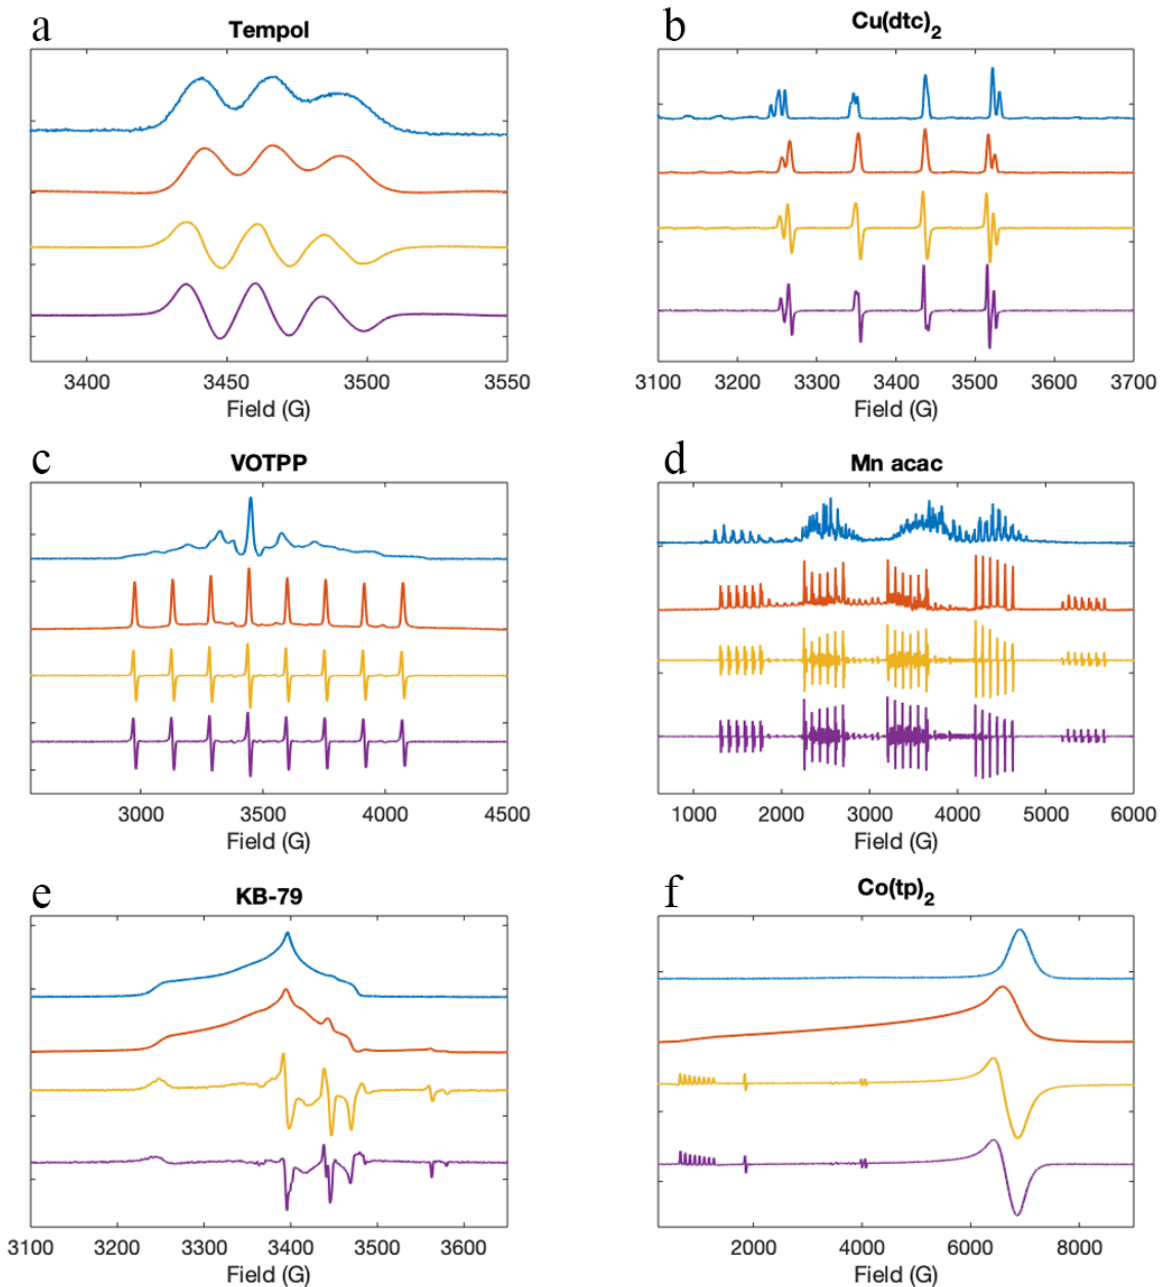 a
Tempol
3400 3450 3500 3550
Field (G)
b
Cu(dtc)2
3100 3200 3300 3400 3500 3600 3700
Field (G)
c
VOTPP
3000 3500 4000 4500
Field (G)
d
Mn acac
1000 2000 3000 4000 5000 6000
Field (G)
e
KB-79
3100 3200 3300 3400 3500 3600
Field (G)
f
Co(tp)2
2000 4000 6000 8000
Field (G)